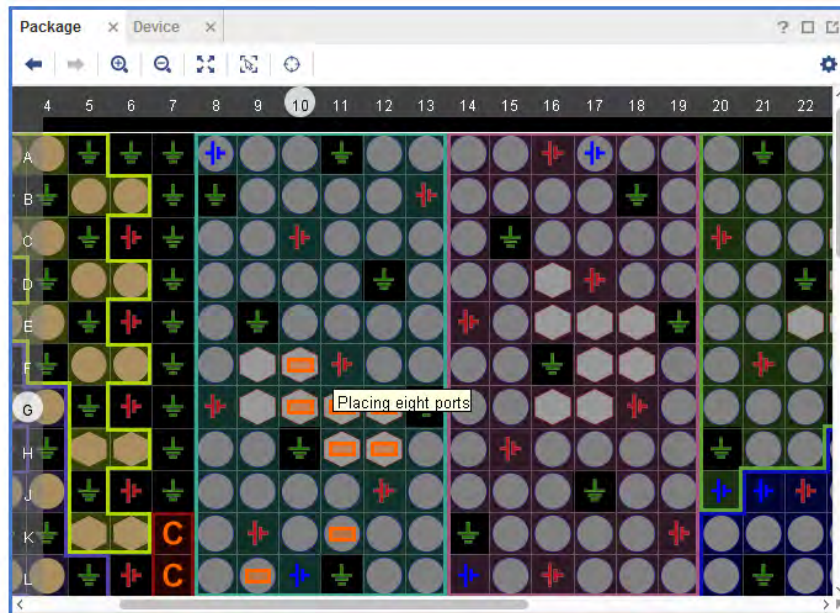 Package × Device × ?
4 5 6 7 8 9 10 11 12 13 14 15 16 17 18 19 20 21 22
A
B
C
D
E
F
G Placing eight ports
H
J
K C
L C